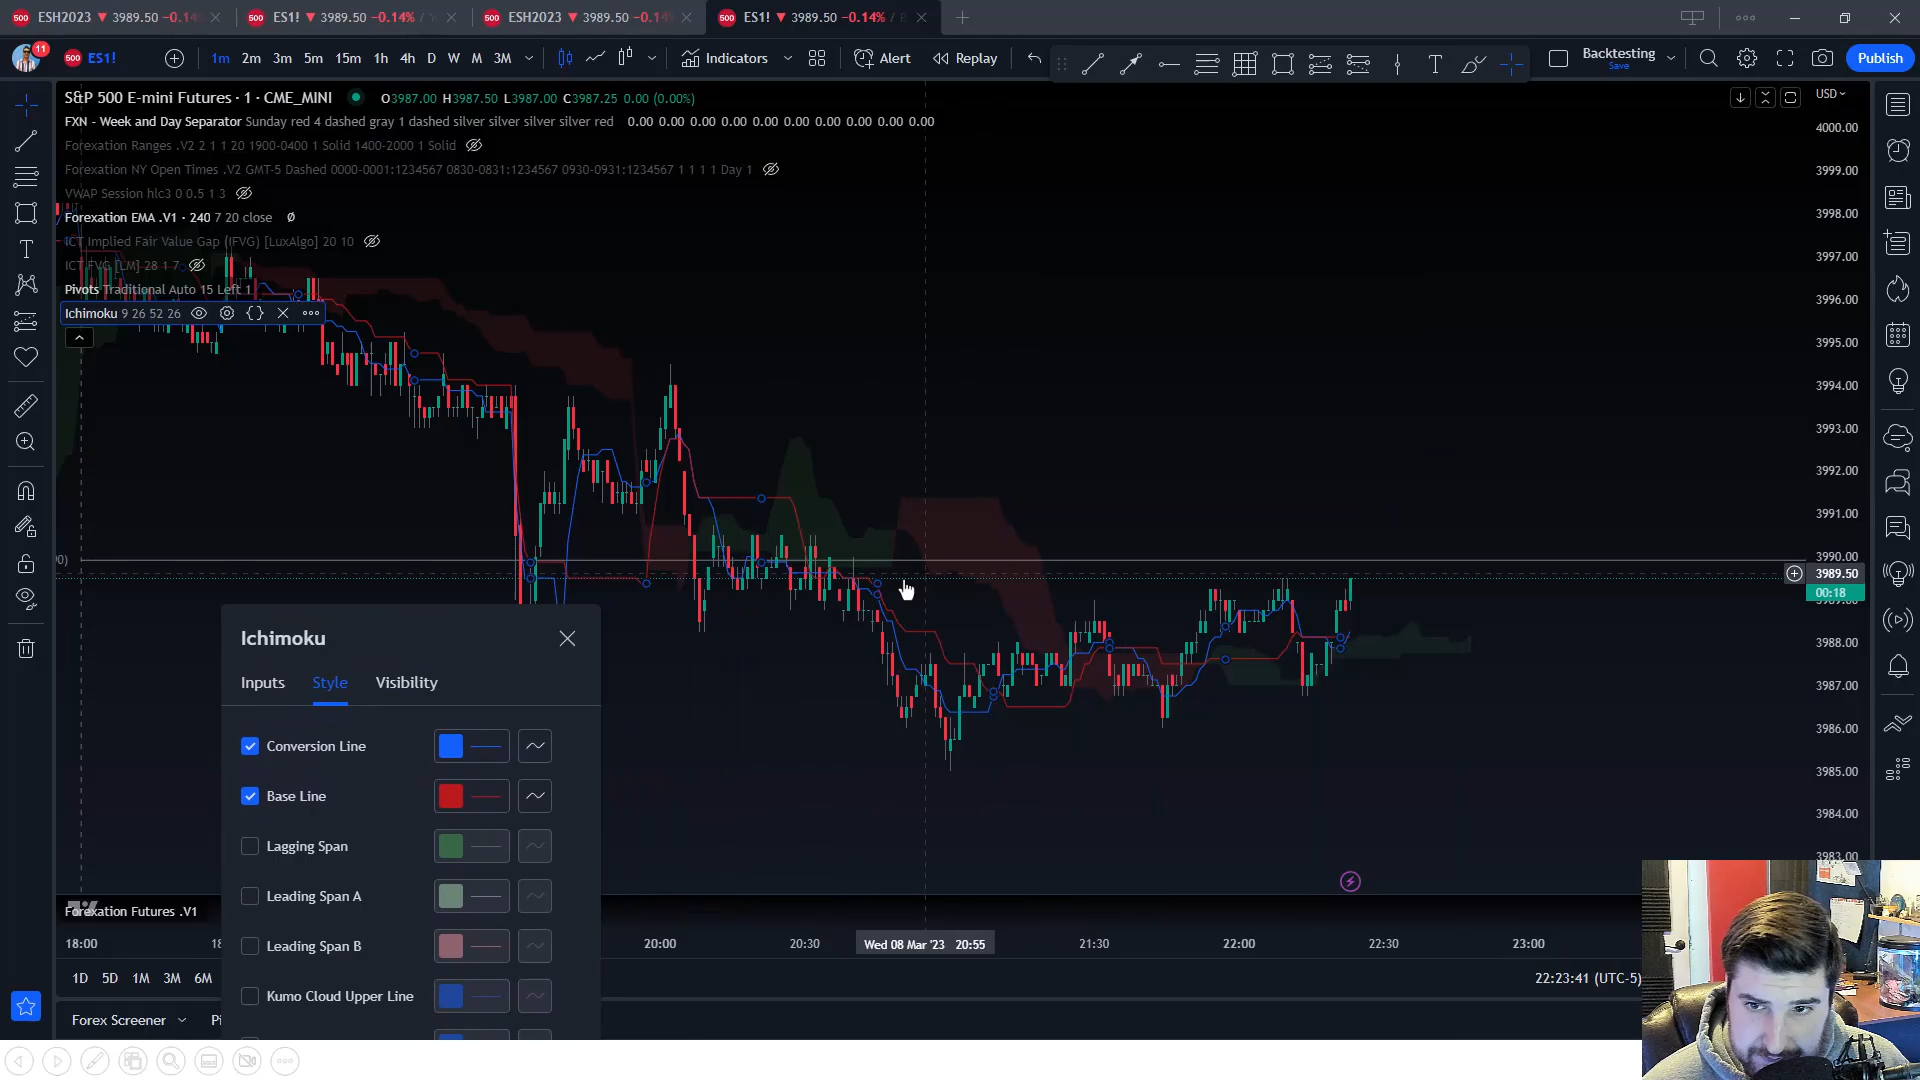 ESH2023 ▼ 3989.50 −0.14%
ES1! ▼ 3989.50 −0.14% /
ESH2023 ▼ 3989.50 −0.14%
ES1! ▼ 3989.50 −0.14% / B
11
500 ES1!
1m 2m 3m 5m 15m 1h 4h D W M 3M
Indicators
Alert
Replay
Backtesting
Save
Publish
S&P 500 E-mini Futures · 1 · CME_MINI
O3987.00 H3987.50 L3987.00 C3987.25 0.00 (0.00%)
FXN - Week and Day Separator Sunday red 4 dashed gray 1 dashed silver silver silver silver red 0.00 0.00 0.00 0.00 0.00 0.00 0.00 0.00 0.00 0.00
Forexation Ranges .V2 2 1 1 20 1900-0400 1 Solid 1400-2000 1 Solid
Forexation NY Open Times .V2 GMT-5 Dashed 0000-0001:1234567 0830-0831:1234567 0930-0931:1234567 1 1 1 1 Day 1
VWAP Session hlc3 0 0.5 1 3
Forexation EMA .V1 · 240 7 20 close
ICT Implied Fair Value Gap (IFVG) [LuxAlgo] 20 10
ICT FVG [LM] 28 1 7
Pivots Traditional Auto 15 Left 1
Ichimoku 9 26 52 26
USD
4000.00
3999.00
3998.00
3997.00
3996.00
3995.00
3994.00
3993.00
3992.00
3991.00
3990.00
3989.50
00:18
3988.00
3987.00
3986.00
3985.00
3984.00
3983.00
Ichimoku
Inputs Style Visibility
Conversion Line
Base Line
Lagging Span
Leading Span A
Leading Span B
Kumo Cloud Upper Line
Forexation Futures .V1
18:00
20:00
20:30
Wed 08 Mar '23 20:55
21:30
22:00
22:30
23:00
1D 5D 1M 3M 6M
22:23:41 (UTC-5)
Forex Screener